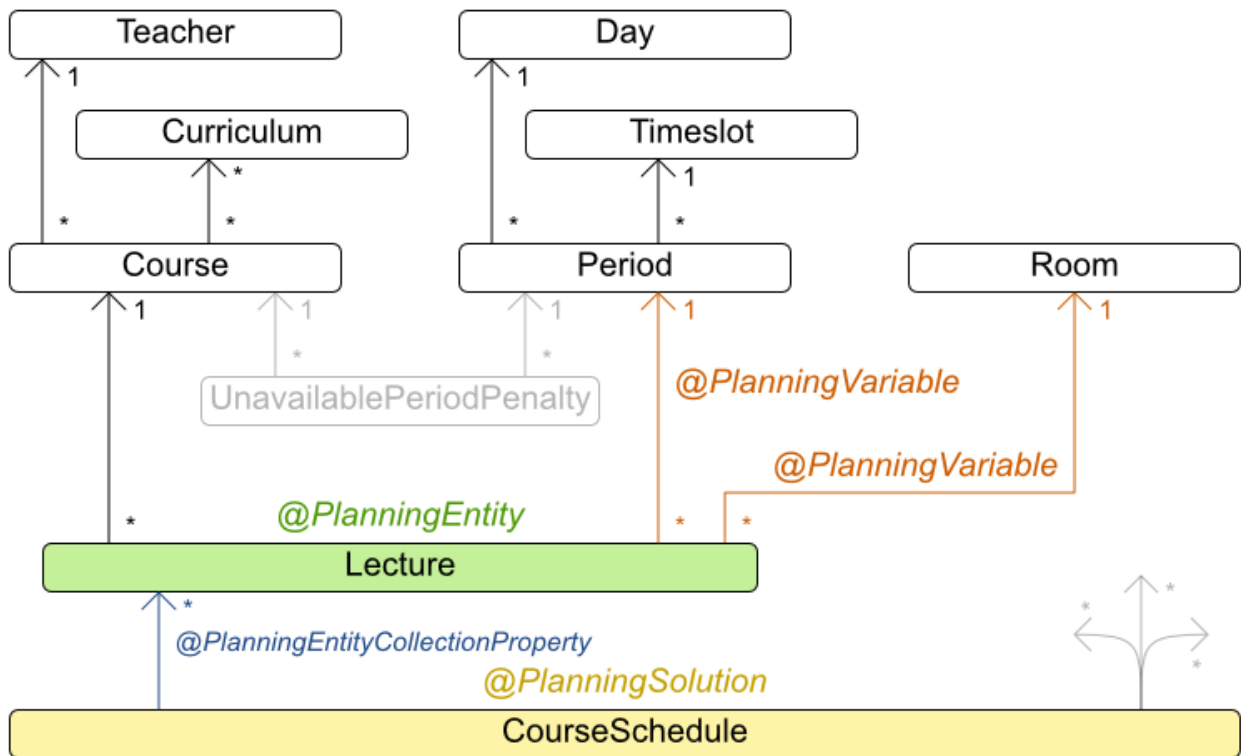 Teacher
Day
1
1
Curriculum
Timeslot
*
1
*
*
*
*
Course
Period
Room
1
1
1
1
1
*
*
@PlanningVariable
UnavailablePeriodPenalty
@PlanningVariable
@PlanningEntity
*
*
*
Lecture
*
*
*
@PlanningEntityCollectionProperty
*
@PlanningSolution
CourseSchedule